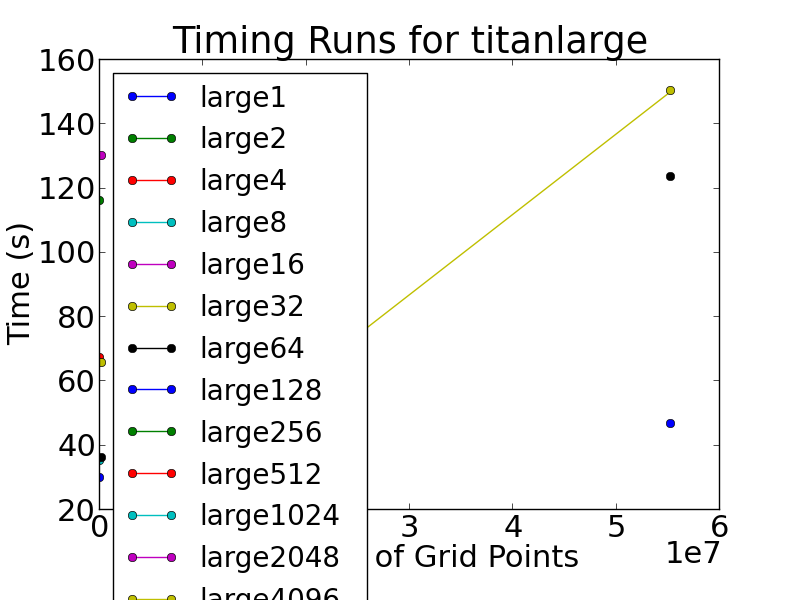 Timing Runs for titanlarge
160
140
120
100
80
60
40
20
Time (s)
large1
large2
large4
large8
large16
large32
large64
large128
large256
large512
large1024
large2048
large4096
0
3
4
5
6
1e7
of Grid Points